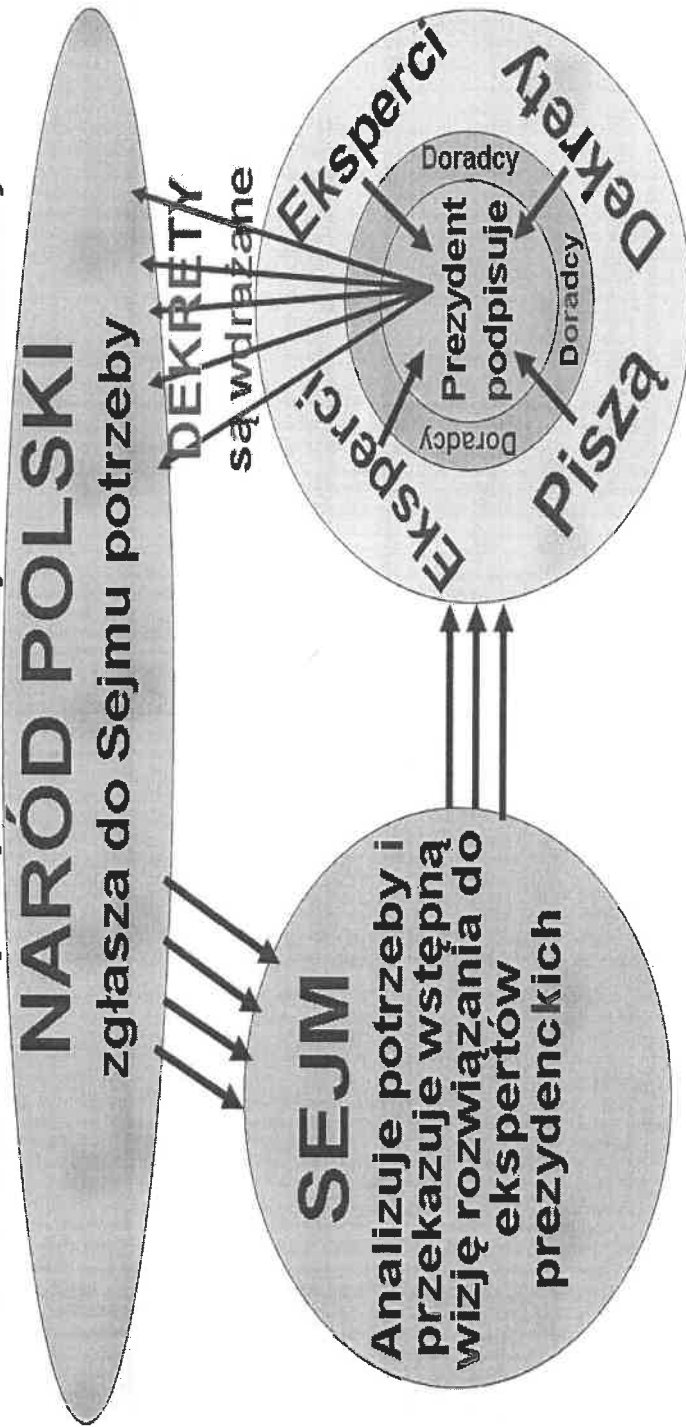 NARÓD POLSKI
zgłasza do Sejmu potrzeby
DEKRETY
są wdrażane
SEJM
Analizuje potrzeby i
przekazuje wstępną
wizję rozwiązania do
ekspertów
prezydenckich
Eksperci
Eksperci
Doradcy
Doradcy
Doradcy
Prezydent
podpisuje
Piszą
Dekrety